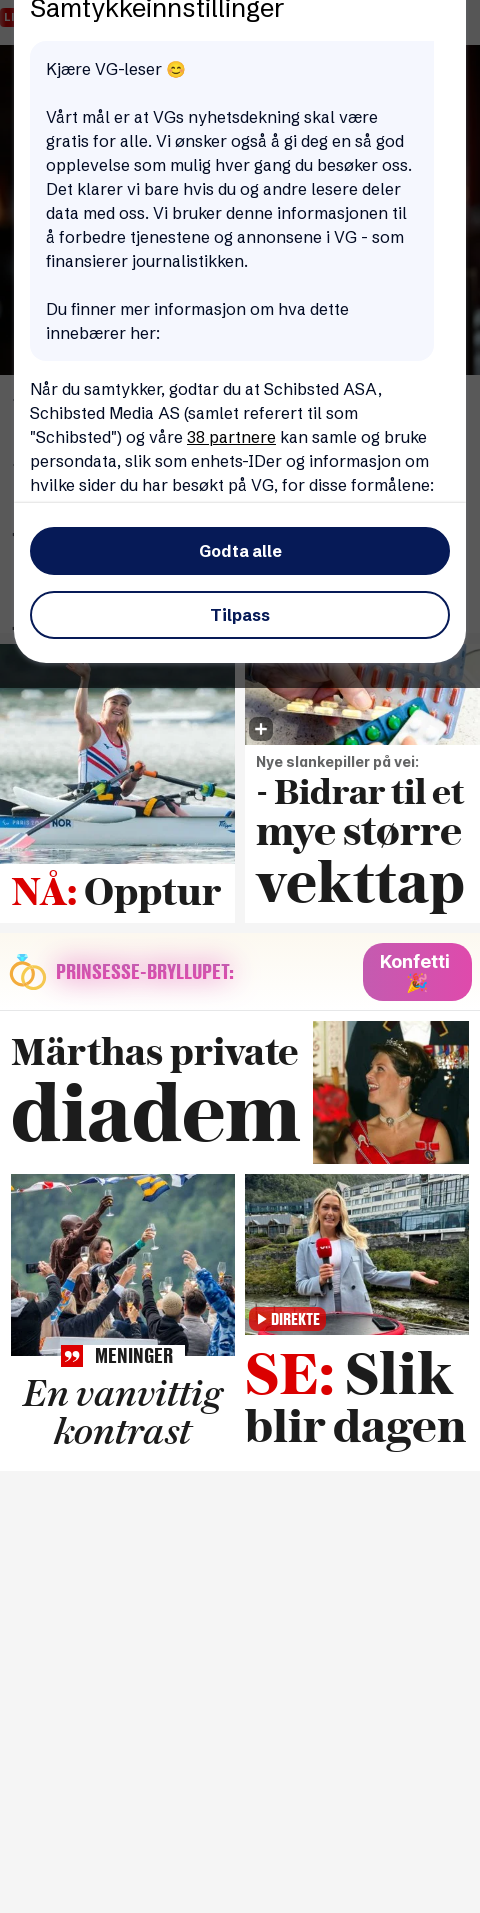 Samtykkeinnstillinger
Kjære VG-leser 😊
Vårt mål er at VGs nyhetsdekning skal være
gratis for alle. Vi ønsker også å gi deg en så god
opplevelse som mulig hver gang du besøker oss.
Det klarer vi bare hvis du og andre lesere deler
data med oss. Vi bruker denne informasjonen til
å forbedre tjenestene og annonsene i VG - som
finansierer journalistikken.
Du finner mer informasjon om hva dette
innebærer her:
Når du samtykker, godtar du at Schibsted ASA,
Schibsted Media AS (samlet referert til som
"Schibsted") og våre 38 partnere kan samle og bruke
persondata, slik som enhets-IDer og informasjon om
hvilke sider du har besøkt på VG, for disse formålene:
Godta alle
Tilpass
NOR
NÅ: Opptur
Nye slankepiller på vei:
- Bidrar til et
mye større
vekttap
PRINSESSE-BRYLLUPET:
Konfetti
🎉
Märthas private
diadem
MENINGER
En vanvittig
kontrast
VG
DIREKTE
SE: Slik
blir dagen